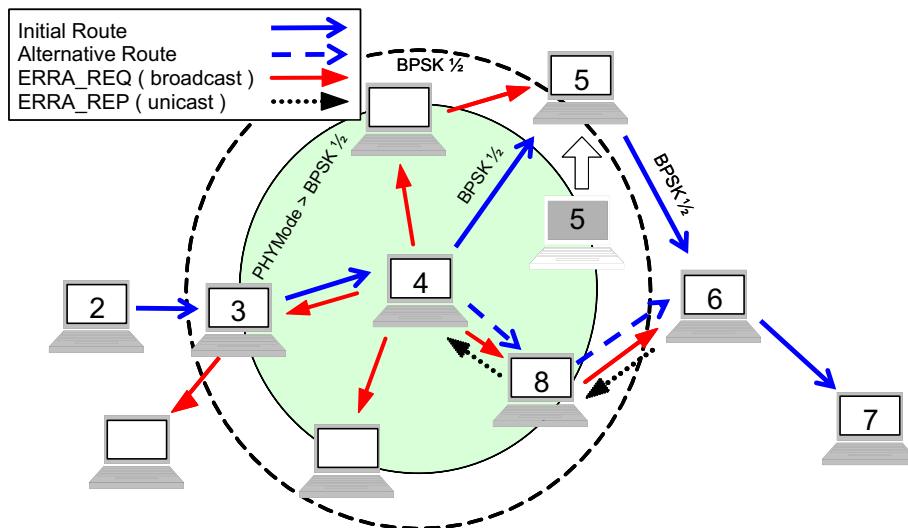 Initial Route
Alternative Route
ERRA_REQ ( broadcast )
ERRA_REP ( unicast )
BPSK ½
5
PHYMode > BPSK ½
BPSK ½
BPSK ½
5
2
3
4
6
8
7